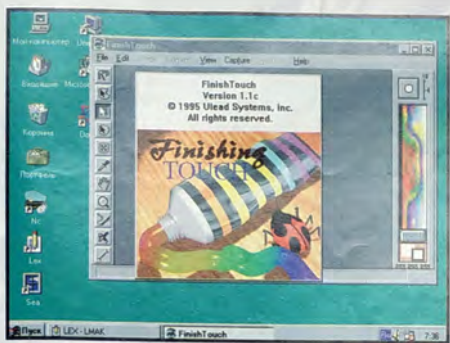 Мой компьютер
FinishTouch
File Edit View Capture Help
Входящие
FinishTouch
Version 1.1c
© 1995 Ulead Systems, Inc.
All rights reserved.
Корзина
Finishing
TOUCH
Портфель
Nc
Lex
Sea
Пуск
LEX - LMAK
FinishTouch
7:36